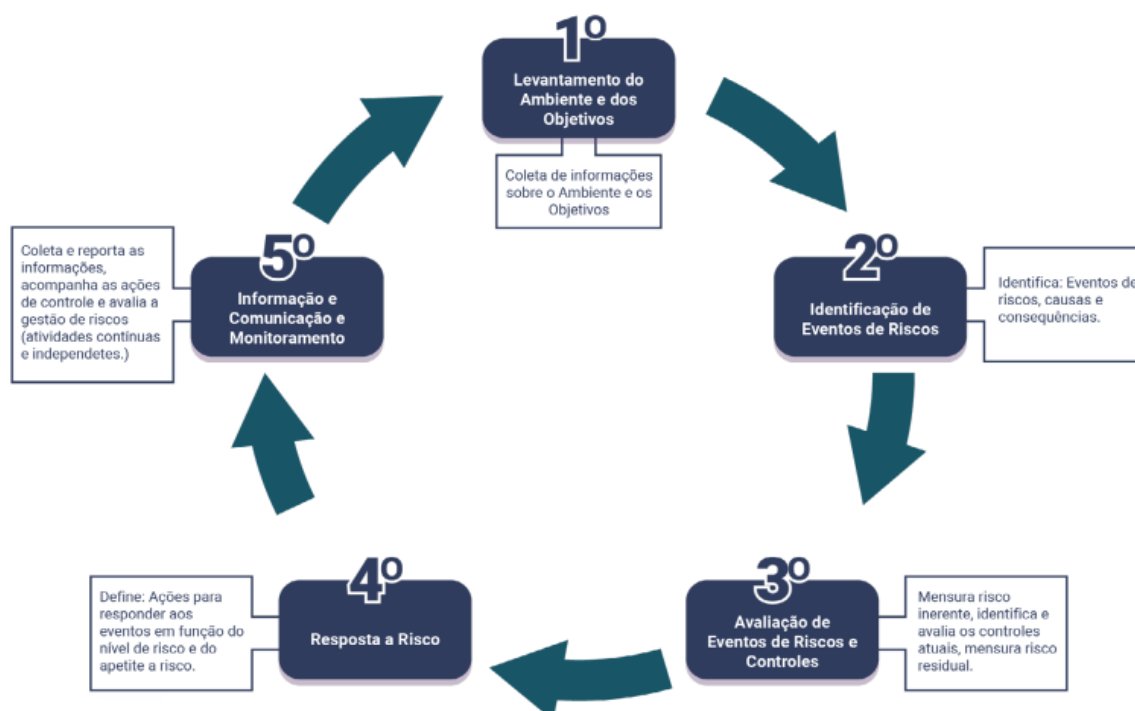 1º
Levantamento do
Ambiente e dos
Objetivos
Coleta de informações
sobre o Ambiente e os
Objetivos
2º
Identificação de
Eventos de Riscos
Identifica: Eventos de
riscos, causas e
consequências.
3º
Avaliação de
Eventos de Riscos e
Controles
Mensura risco
inerente, identifica e
avalia os controles
atuais, mensura risco
residual.
4º
Resposta a Risco
Define: Ações para
responder aos
eventos em função do
nível de risco e do
apetite a risco.
5º
Informação e
Comunicação e
Monitoramento
Coleta e reporta as
informações,
acompanha as ações
de controle e avalia a
gestão de riscos
(atividades contínuas
e independetes.)